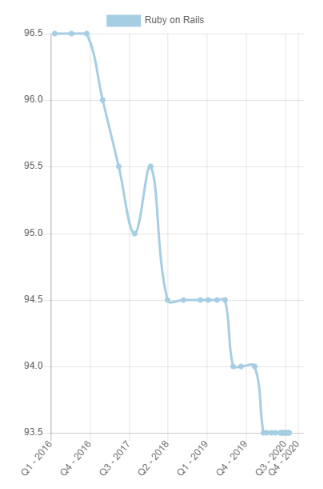 Ruby on Rails
96.5
96.0
95.5
95.0
94.5
94.0
93.5
Q1 - 2016
Q4 - 2016
Q3 - 2017
Q2 - 2018
Q1 - 2019
Q4 - 2019
Q3 - 2020
Q4 - 2020